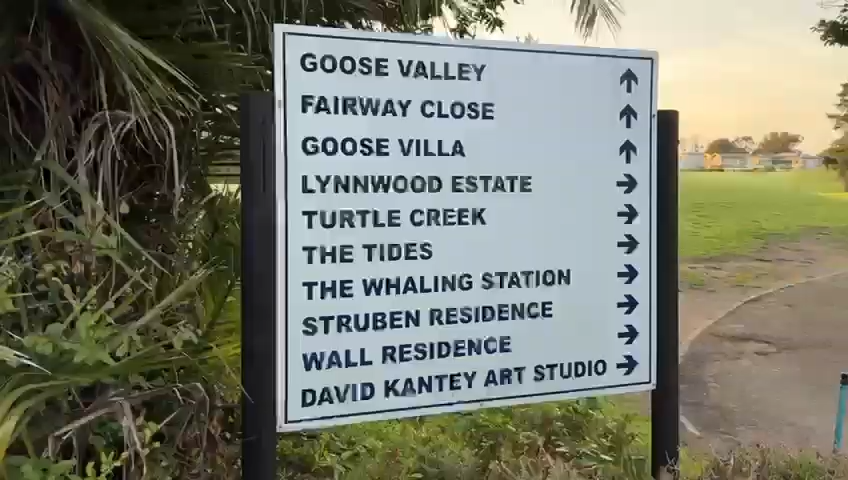 GOOSE VALLEY ↑
FAIRWAY CLOSE ↑
GOOSE VILLA ↑
LYNNWOOD ESTATE →
TURTLE CREEK →
THE TIDES →
THE WHALING STATION →
STRUBEN RESIDENCE →
WALL RESIDENCE →
DAVID KANTEY ART STUDIO →